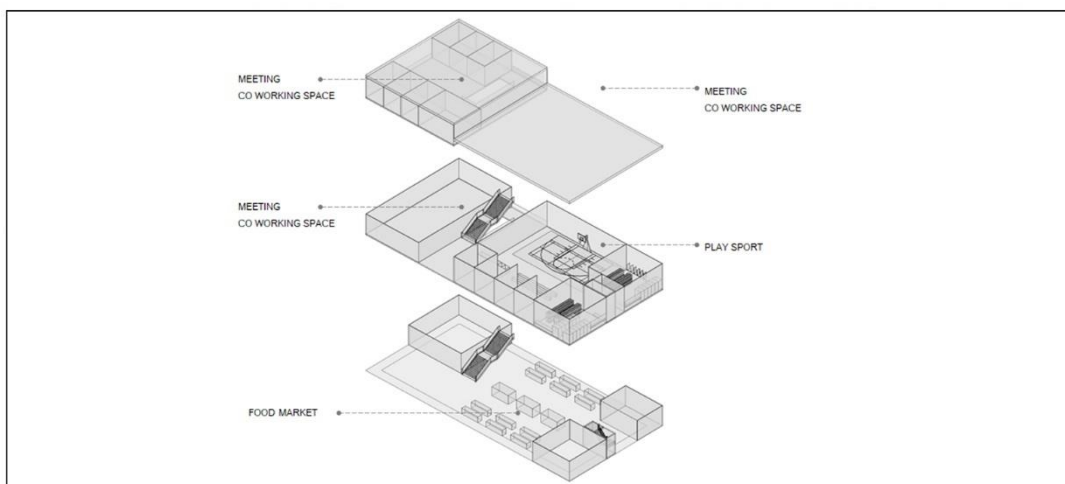 MEETING
CO WORKING SPACE
MEETING
CO WORKING SPACE
MEETING
CO WORKING SPACE
PLAY SPORT
FOOD MARKET